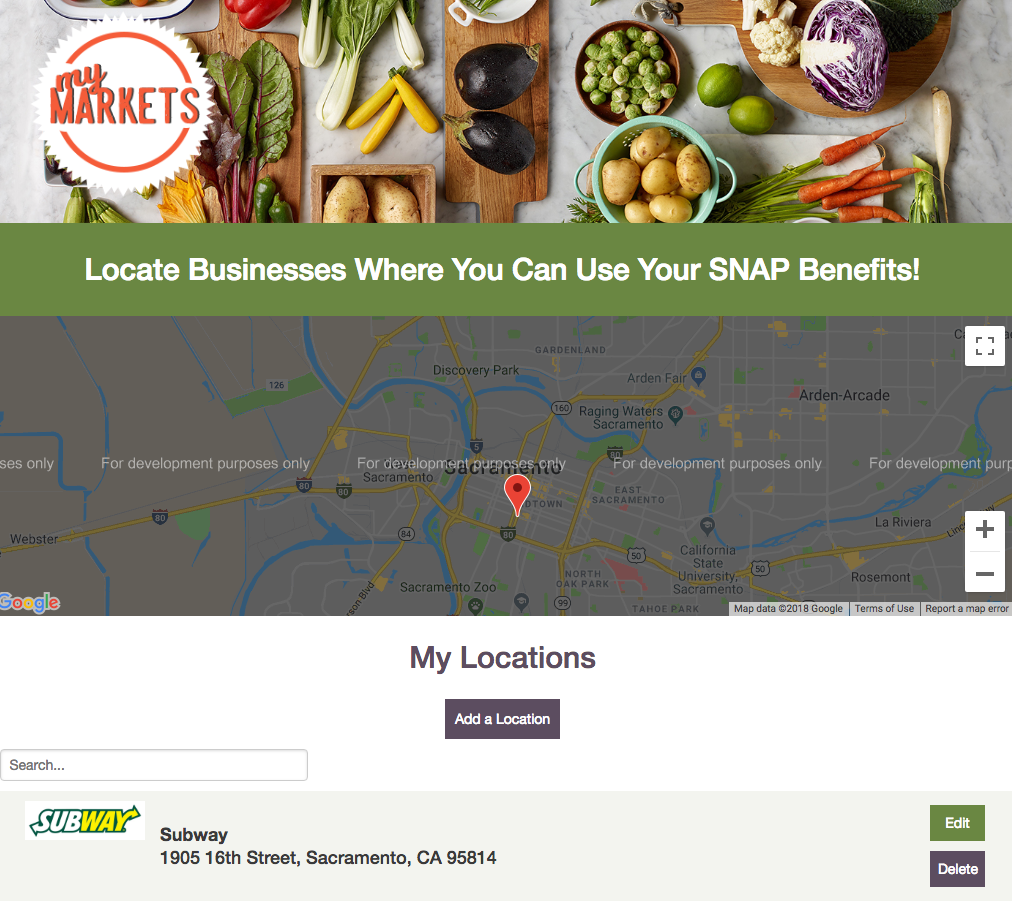 my
MARKETS
Locate Businesses Where You Can Use Your SNAP Benefits!
GARDENLAND
Discovery Park
126
Arden Fair
Arden-Arcade
160
Raging Waters
Sacramento
5
80
ses only
For development purposes only
For development purposes only
For development purposes only
For development purp
West
Sacramento
Sacramento
80
80
EAST
SACRAMENTO
80
84
80
Webster
La Riviera
California
State
University,
Sacramento
50
50
Rosemont
Sacramento Zoo
NORTH
OAK PARK
99
TAHOE PARK
Google
Map data ©2018 Google
Terms of Use
Report a map error
My Locations
Add a Location
Search...
SUBWAY
Subway
1905 16th Street, Sacramento, CA 95814
Edit
Delete